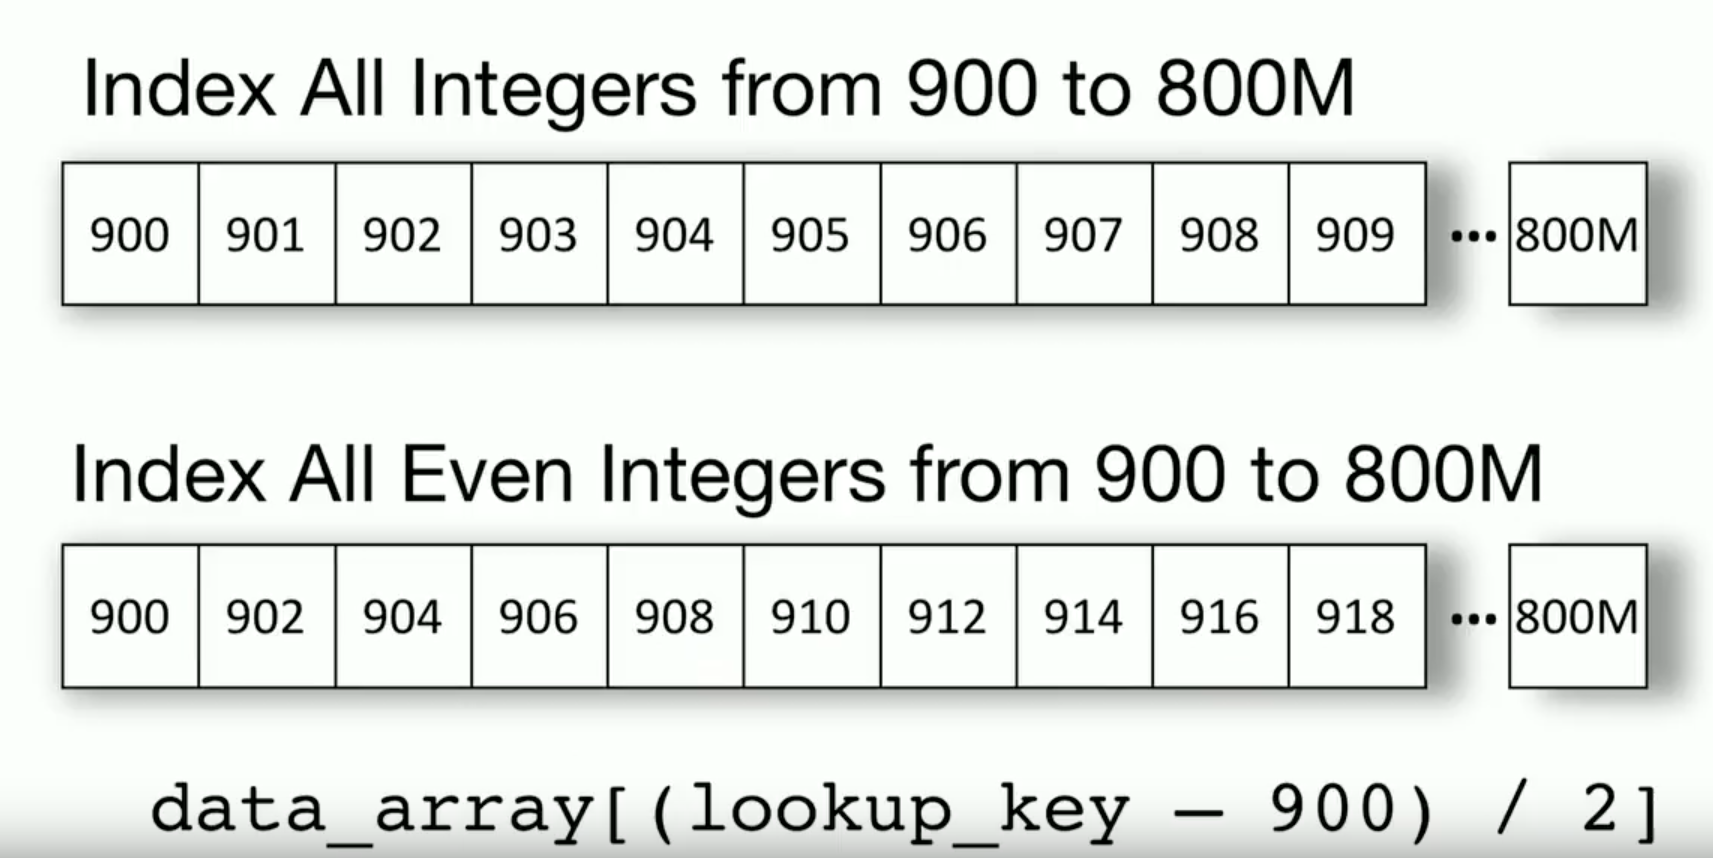 Index All Integers from 900 to 800M
900 901 902 903 904 905 906 907 908 909 ... 800M
Index All Even Integers from 900 to 800M
900 902 904 906 908 910 912 914 916 918 ... 800M
data_array[(lookup_key – 900) / 2]